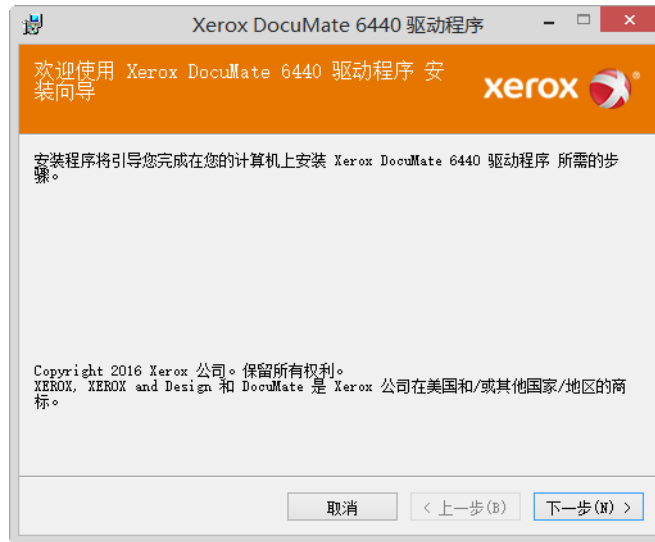 Xerox DocuMate 6440 驱动程序
欢迎使用 Xerox DocuMate 6440 驱动程序 安
装向导
xerox
安装程序将引导您完成在您的计算机上安装 Xerox DocuMate 6440 驱动程序 所需的步
骤。
Copyright 2016 Xerox 公司。保留所有权利。
XEROX, XEROX and Design 和 DocuMate 是 Xerox 公司在美国和/或其他国家/地区的商
标。
取消
< 上一步(B)
下一步(N) >